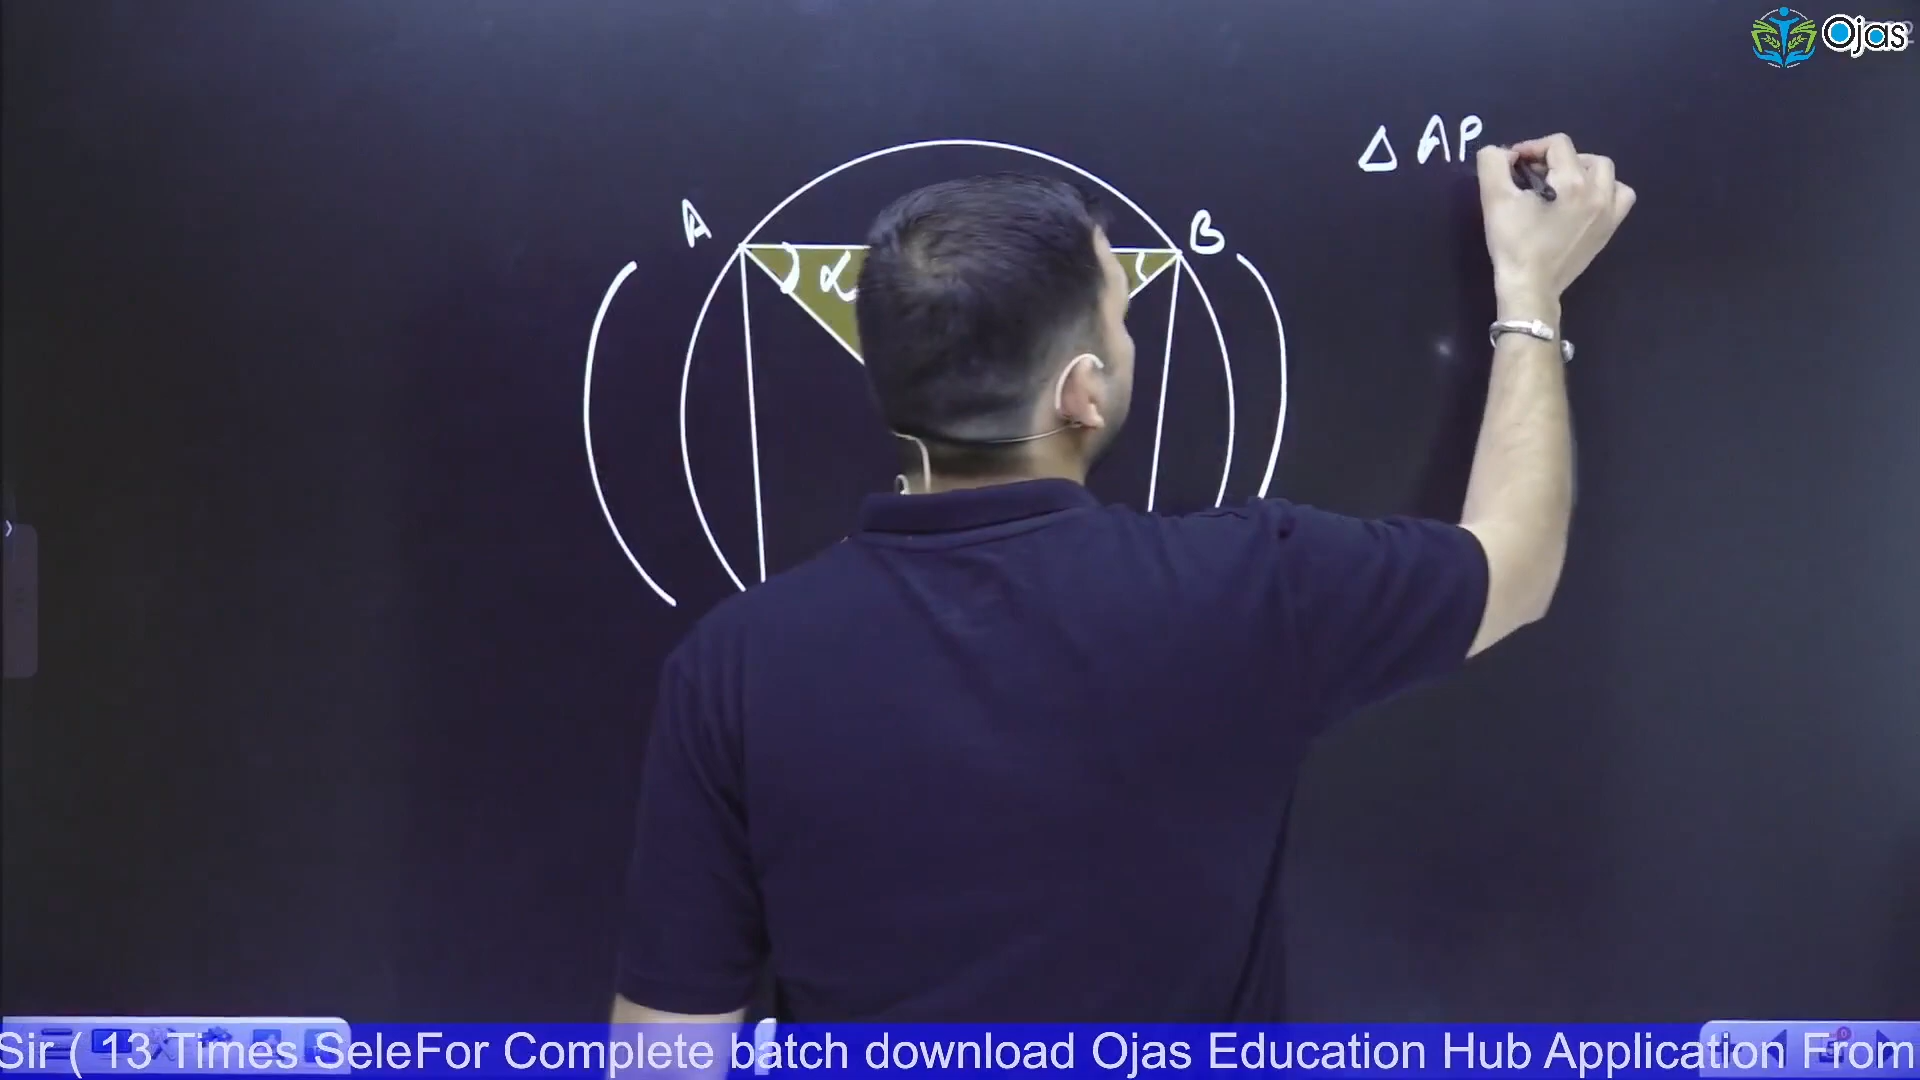 Ojas
Δ AP
A
B
α
Sir ( 13 Times SeleFor Complete batch download Ojas Education Hub Application From